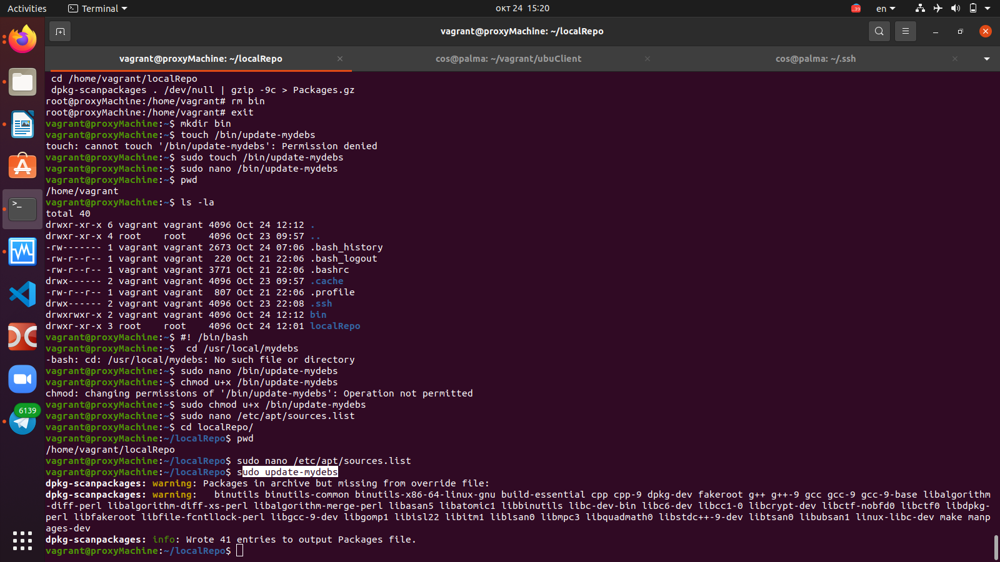 Activities
Terminal
окт 24 15:20
39
en
vagrant@proxyMachine: ~/localRepo
vagrant@proxyMachine: ~/localRepo
cos@palma: ~/vagrant/ubuClient
cos@palma: ~/.ssh
cd /home/vagrant/localRepo
dpkg-scanpackages . /dev/null | gzip -9c > Packages.gz
root@proxyMachine:/home/vagrant# rm bin
root@proxyMachine:/home/vagrant# exit
vagrant@proxyMachine:~$ mkdir bin
vagrant@proxyMachine:~$ touch /bin/update-mydebs
touch: cannot touch '/bin/update-mydebs': Permission denied
vagrant@proxyMachine:~$ sudo touch /bin/update-mydebs
vagrant@proxyMachine:~$ sudo nano /bin/update-mydebs
vagrant@proxyMachine:~$ pwd
/home/vagrant
vagrant@proxyMachine:~$ ls -la
total 40
drwxr-xr-x 6 vagrant vagrant 4096 Oct 24 12:12 .
drwxr-xr-x 4 root    root    4096 Oct 23 09:57 ..
-rw------- 1 vagrant vagrant 2673 Oct 24 07:06 .bash_history
-rw-r--r-- 1 vagrant vagrant  220 Oct 21 22:06 .bash_logout
-rw-r--r-- 1 vagrant vagrant 3771 Oct 21 22:06 .bashrc
drwx------ 2 vagrant vagrant 4096 Oct 23 09:57 .cache
-rw-r--r-- 1 vagrant vagrant  807 Oct 21 22:06 .profile
drwx------ 2 vagrant vagrant 4096 Oct 23 22:08 .ssh
drwxrwxr-x 2 vagrant vagrant 4096 Oct 24 12:12 bin
drwxr-xr-x 3 root    root    4096 Oct 24 12:01 localRepo
vagrant@proxyMachine:~$ #! /bin/bash
vagrant@proxyMachine:~$  cd /usr/local/mydebs
-bash: cd: /usr/local/mydebs: No such file or directory
vagrant@proxyMachine:~$ sudo nano /bin/update-mydebs
vagrant@proxyMachine:~$ chmod u+x /bin/update-mydebs
chmod: changing permissions of '/bin/update-mydebs': Operation not permitted
vagrant@proxyMachine:~$ sudo chmod u+x /bin/update-mydebs
vagrant@proxyMachine:~$ sudo nano /etc/apt/sources.list
vagrant@proxyMachine:~$ cd localRepo/
vagrant@proxyMachine:~/localRepo$ pwd
/home/vagrant/localRepo
vagrant@proxyMachine:~/localRepo$ sudo nano /etc/apt/sources.list
vagrant@proxyMachine:~/localRepo$ sudo update-mydebs
dpkg-scanpackages: warning: Packages in archive but missing from override file:
dpkg-scanpackages: warning:   binutils binutils-common binutils-x86-64-linux-gnu build-essential cpp cpp-9 dpkg-dev fakeroot g++ g++-9 gcc gcc-9 gcc-9-base libalgorithm
-diff-perl libalgorithm-diff-xs-perl libalgorithm-merge-perl libasan5 libatomic1 libbinutils libc-dev-bin libc6-dev libcc1-0 libcrypt-dev libctf-nobfd0 libctf0 libdpkg-
perl libfakeroot libfile-fcntllock-perl libgcc-9-dev libgomp1 libisl22 libitm1 liblsan0 libmpc3 libquadmath0 libstdc++-9-dev libtsan0 libubsan1 linux-libc-dev make manp
ages-dev
dpkg-scanpackages: info: Wrote 41 entries to output Packages file.
vagrant@proxyMachine:~/localRepo$
6139